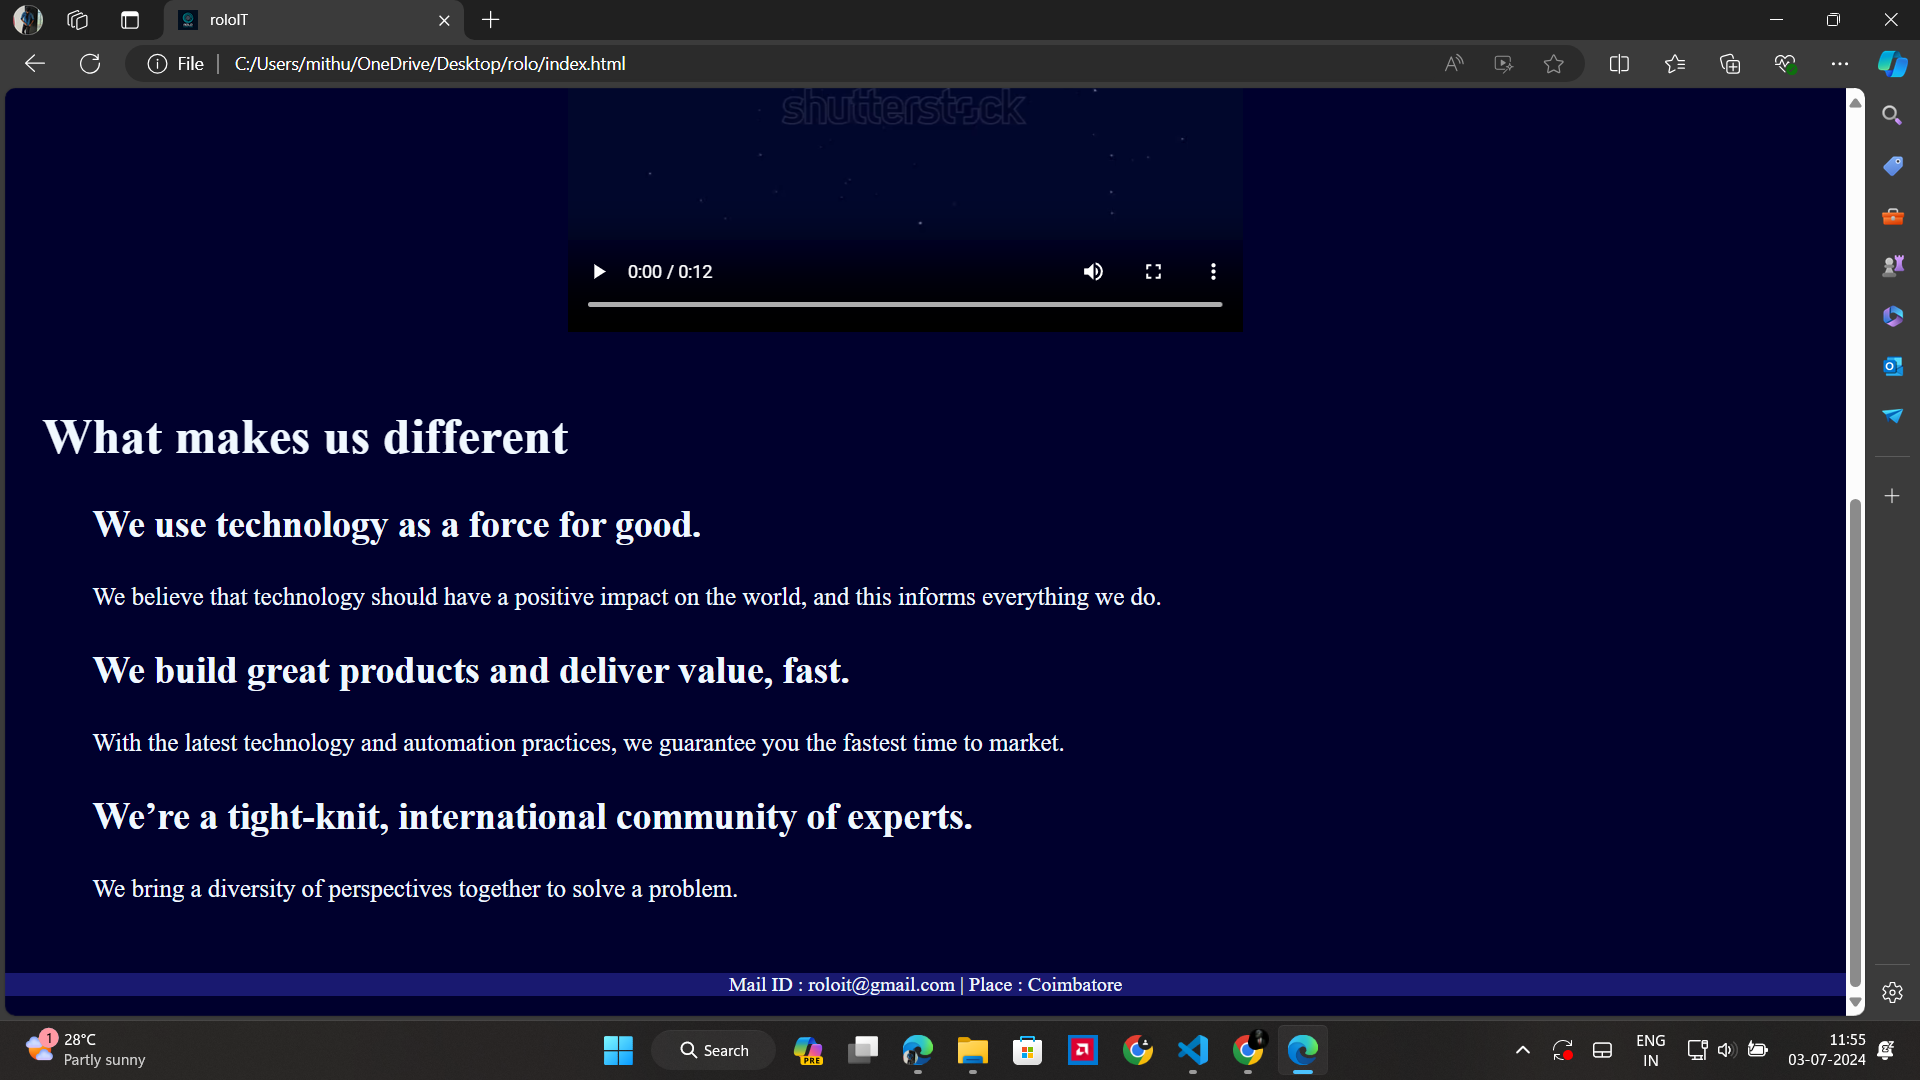 roloIT
File
C:/Users/mithu/OneDrive/Desktop/rolo/index.html
shutterstock
0:00 / 0:12
What makes us different
We use technology as a force for good.
We believe that technology should have a positive impact on the world, and this informs everything we do.
We build great products and deliver value, fast.
With the latest technology and automation practices, we guarantee you the fastest time to market.
We’re a tight-knit, international community of experts.
We bring a diversity of perspectives together to solve a problem.
Mail ID : roloit@gmail.com | Place : Coimbatore
1
28°C
Partly sunny
Search
PRE
ENG
IN
11:55
03-07-2024